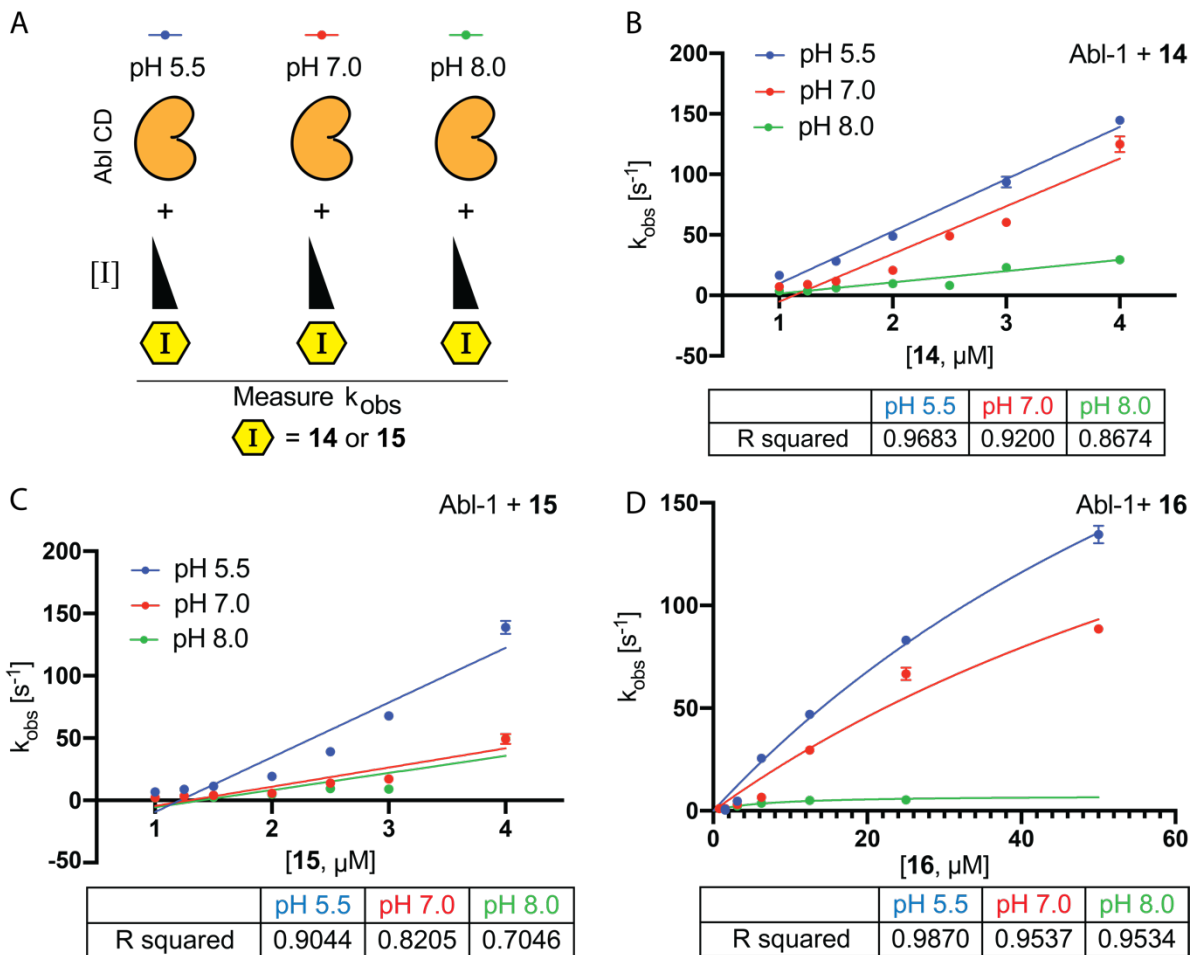 A
pH 5.5 pH 7.0 pH 8.0
Abl CD
+ + +
[I]
I I I
Measure kobs
I = 14 or 15
B
Abl-1 + 14
pH 5.5
pH 7.0
pH 8.0
kobs [s-1]
200
150
100
50
0
-50
1 2 3 4
[14, µM]
pH 5.5 pH 7.0 pH 8.0
R squared 0.9683 0.9200 0.8674
C
Abl-1 + 15
pH 5.5
pH 7.0
pH 8.0
kobs [s-1]
200
150
100
50
0
-50
1 2 3 4
[15, µM]
pH 5.5 pH 7.0 pH 8.0
R squared 0.9044 0.8205 0.7046
D
Abl-1+ 16
kobs [s-1]
150
100
50
0
0 20 40 60
[16, µM]
pH 5.5 pH 7.0 pH 8.0
R squared 0.9870 0.9537 0.9534